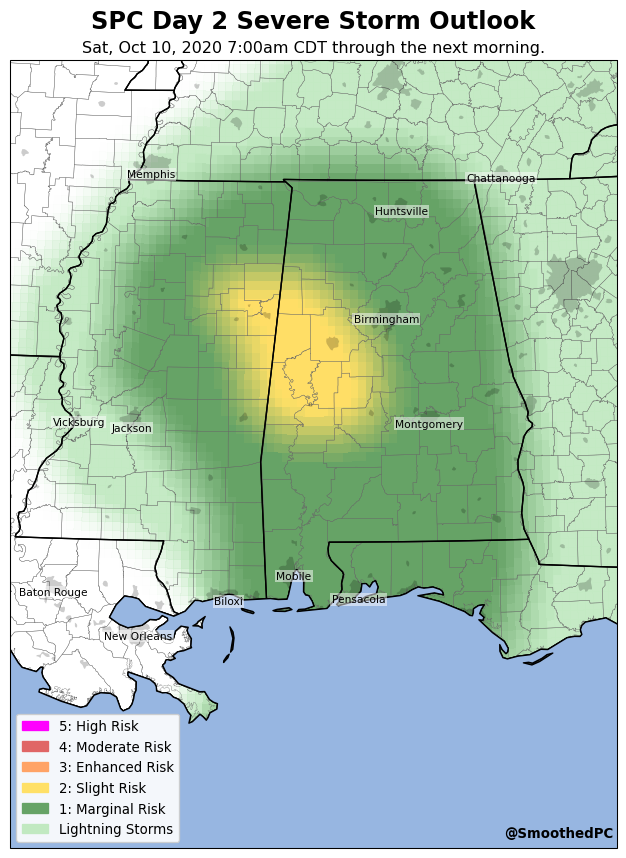 SPC Day 2 Severe Storm Outlook
Sat, Oct 10, 2020 7:00am CDT through the next morning.
Memphis
Chattanooga
Huntsville
Birmingham
Vicksburg
Jackson
Montgomery
Mobile
Baton Rouge
Biloxi
Pensacola
New Orleans
5: High Risk
4: Moderate Risk
3: Enhanced Risk
2: Slight Risk
1: Marginal Risk
Lightning Storms
@SmoothedPC